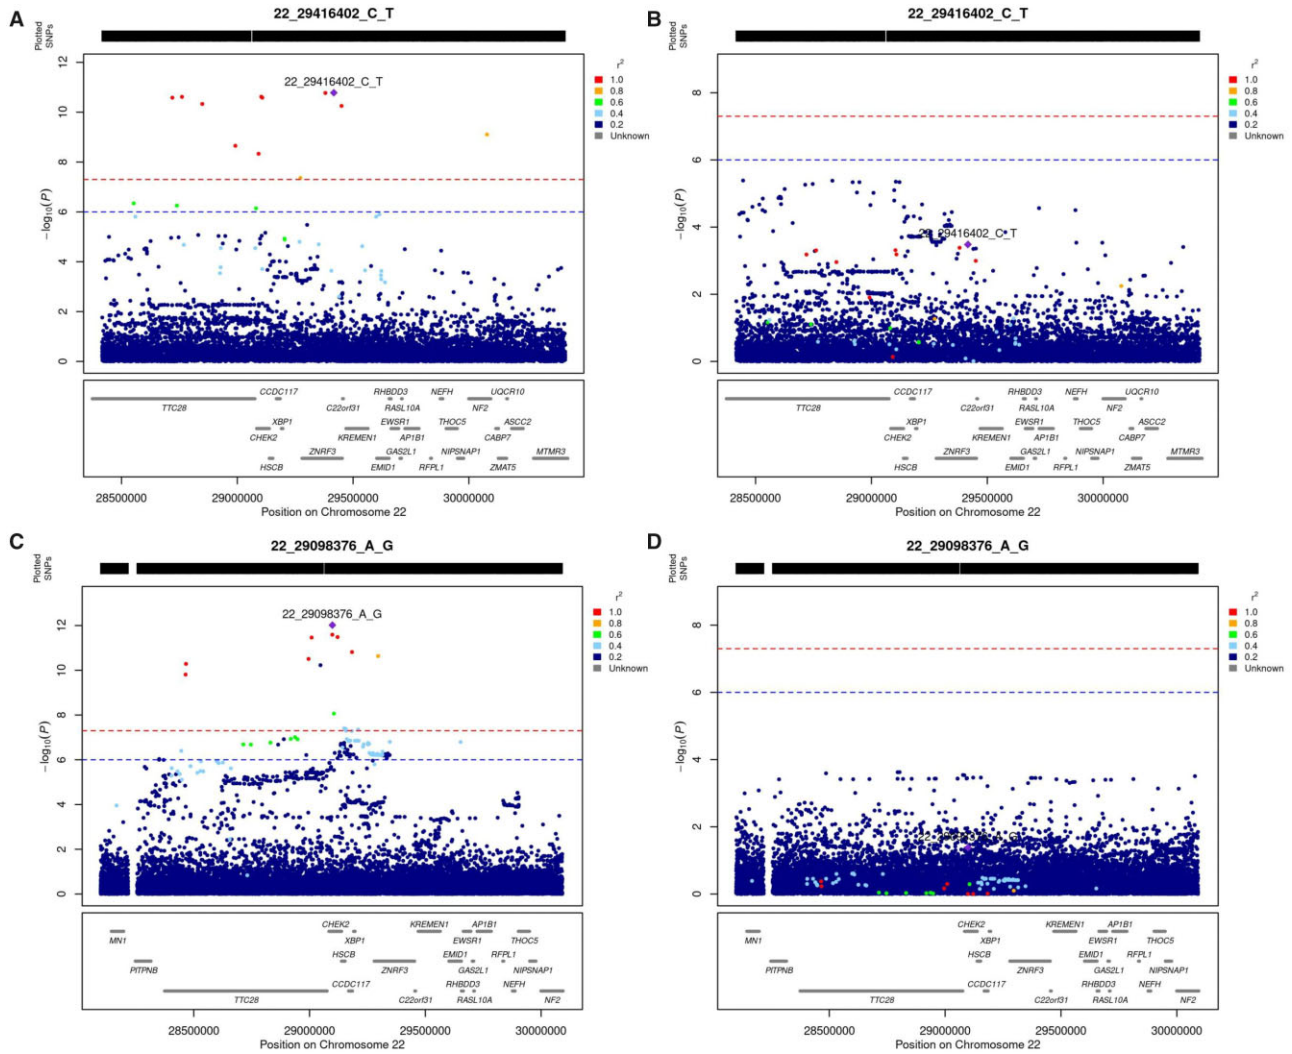 A
22_29416402_C_T
Plotted
SNPs
22_29416402_C_T
−log10(P)
12
10
8
6
4
2
0
r2
1.0
0.8
0.6
0.4
0.2
Unknown
CCDC117 RHBDD3 NEFH UQCR10
TTC28 C22orf31 RASL10A NF2
XBP1 EWSR1 THOC5 ASCC2
CHEK2 KREMEN1 AP1B1 CABP7
ZNRF3 GAS2L1 NIPSNAP1 MTMR3
HSCB EMID1 RFPL1 ZMAT5
28500000 29000000 29500000 30000000
Position on Chromosome 22
B
22_29416402_C_T
Plotted
SNPs
22_29416402_C_T
−log10(P)
8
6
4
2
0
r2
1.0
0.8
0.6
0.4
0.2
Unknown
CCDC117 RHBDD3 NEFH UQCR10
TTC28 C22orf31 RASL10A NF2
XBP1 EWSR1 THOC5 ASCC2
CHEK2 KREMEN1 AP1B1 CABP7
ZNRF3 GAS2L1 NIPSNAP1 MTMR3
HSCB EMID1 RFPL1 ZMAT5
28500000 29000000 29500000 30000000
Position on Chromosome 22
C
22_29098376_A_G
Plotted
SNPs
22_29098376_A_G
−log10(P)
12
10
8
6
4
2
0
r2
1.0
0.8
0.6
0.4
0.2
Unknown
CHEK2 KREMEN1 AP1B1
MN1 XBP1 EWSR1 THOC5
HSCB EMID1 RFPL1
PITPNB ZNRF3 GAS2L1 NIPSNAP1
CCDC117 RHBDD3 NEFH
TTC28 C22orf31 RASL10A NF2
28500000 29000000 29500000 30000000
Position on Chromosome 22
D
22_29098376_A_G
Plotted
SNPs
22_29098376_A_G
−log10(P)
8
6
4
2
0
r2
1.0
0.8
0.6
0.4
0.2
Unknown
CHEK2 KREMEN1 AP1B1
MN1 XBP1 EWSR1 THOC5
HSCB EMID1 RFPL1
PITPNB ZNRF3 GAS2L1 NIPSNAP1
CCDC117 RHBDD3 NEFH
TTC28 C22orf31 RASL10A NF2
28500000 29000000 29500000 30000000
Position on Chromosome 22